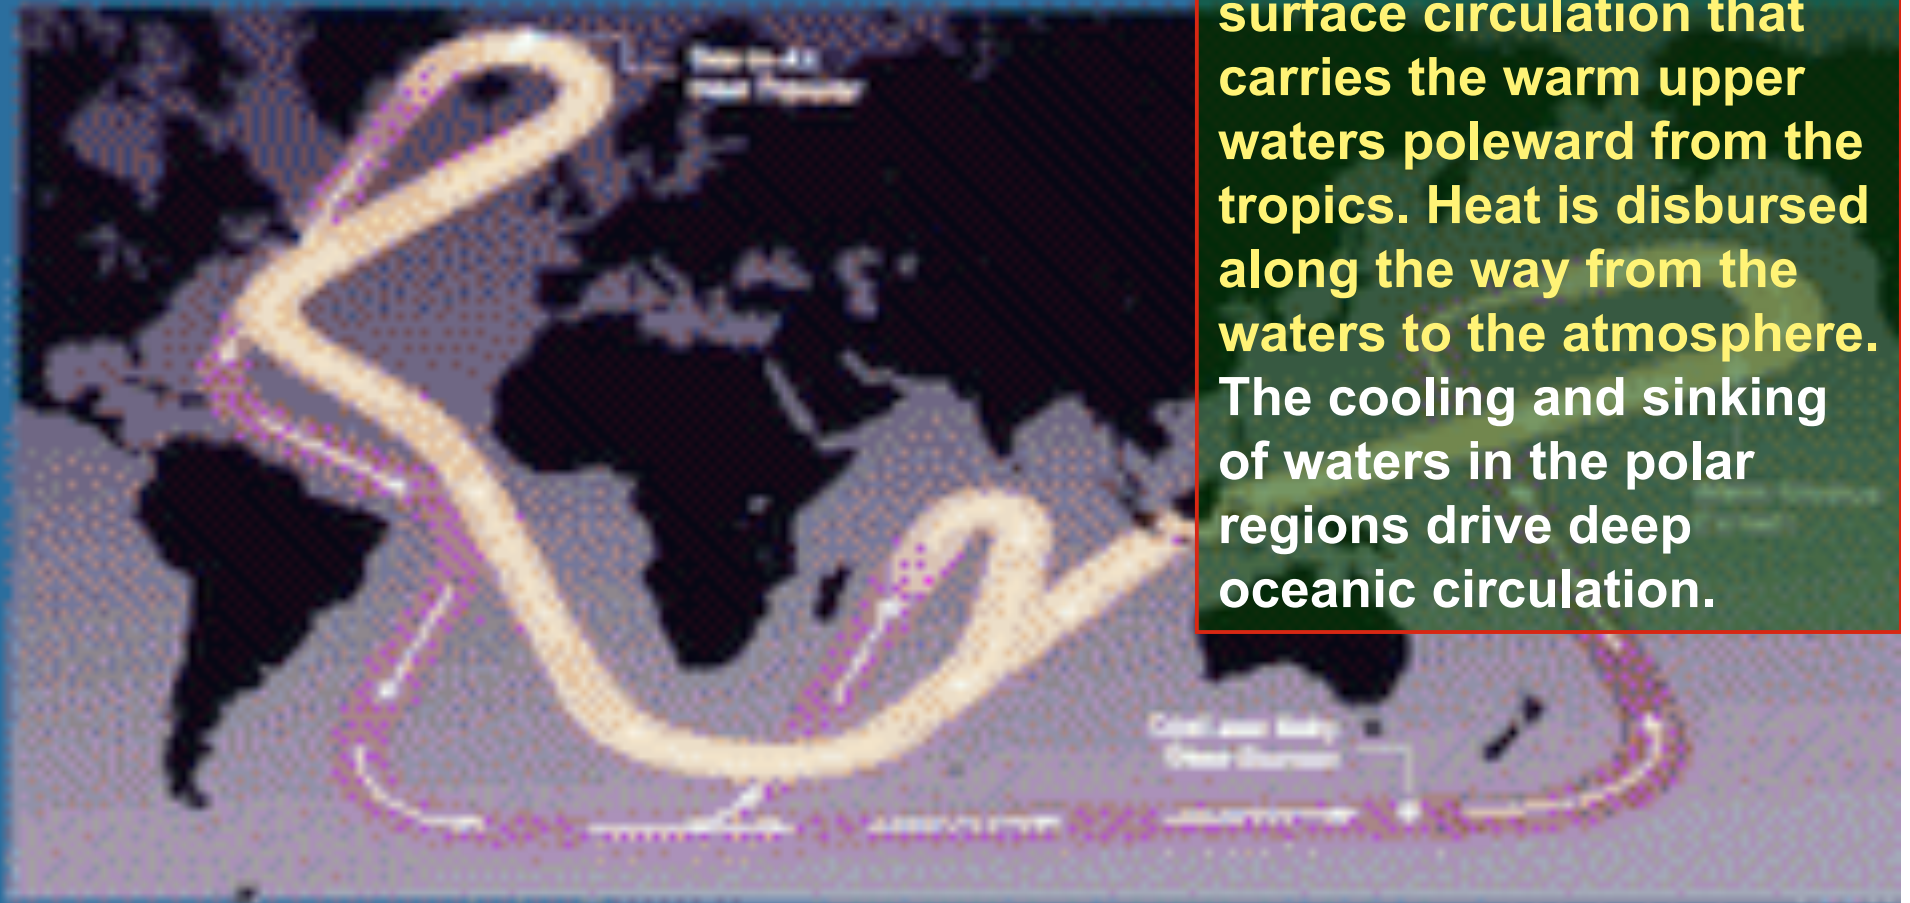 surface circulation that
carries the warm upper
waters poleward from the
tropics. Heat is disbursed
along the way from the
waters to the atmosphere.
The cooling and sinking
of waters in the polar
regions drive deep
oceanic circulation.